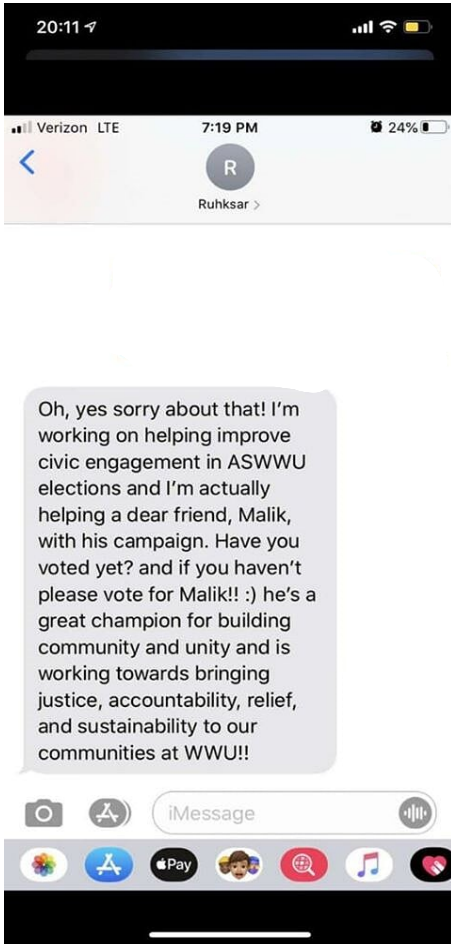 20:11
Verizon LTE 7:19 PM 24%
R
Ruhksar >
Oh, yes sorry about that! I'm
working on helping improve
civic engagement in ASWWU
elections and I'm actually
helping a dear friend, Malik,
with his campaign. Have you
voted yet? and if you haven't
please vote for Malik!! :) he's a
great champion for building
community and unity and is
working towards bringing
justice, accountability, relief,
and sustainability to our
communities at WWU!!
iMessage
Pay